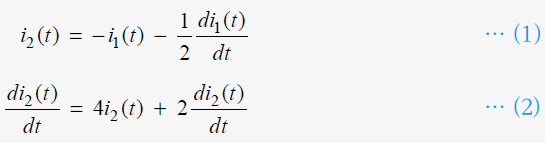 i₂(t) = −i₁(t) − 1/2 di₁(t)/dt ··· (1)
di₂(t)/dt = 4i₂(t) + 2 di₂(t)/dt ··· (2)